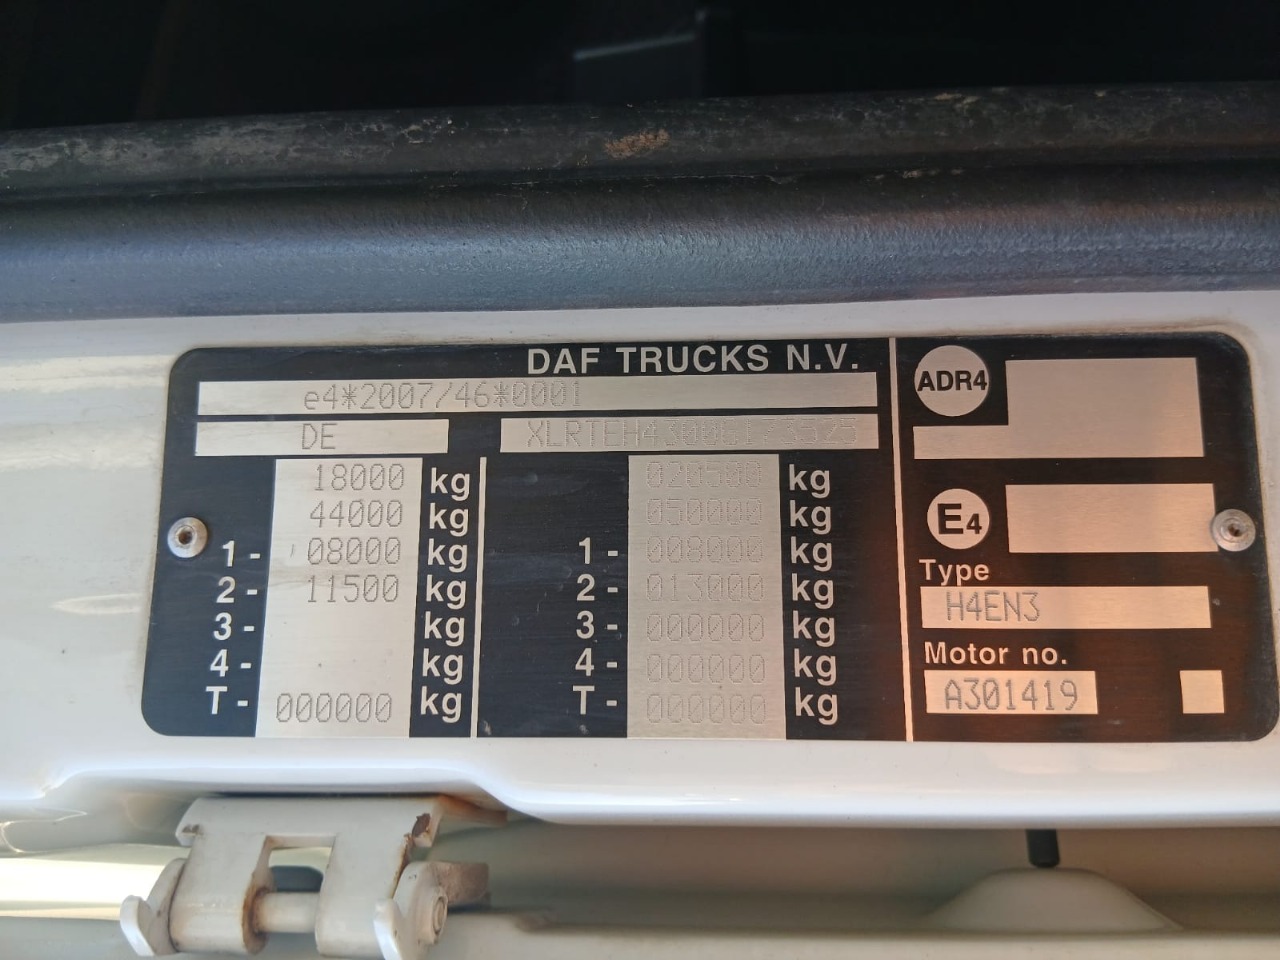 DAF TRUCKS N.V.
e4*2007/46*0001
DE
18000 kg 020500 kg
44000 kg 050000 kg
1 - 08000 kg 1 - 008000 kg
2 - 11500 kg 2 - 013000 kg
3 - kg 3 - 000000 kg
4 - kg 4 - 000000 kg
T - 000000 kg T - 000000 kg
ADR4
E4
Type
H4EN3
Motor no.
A301419